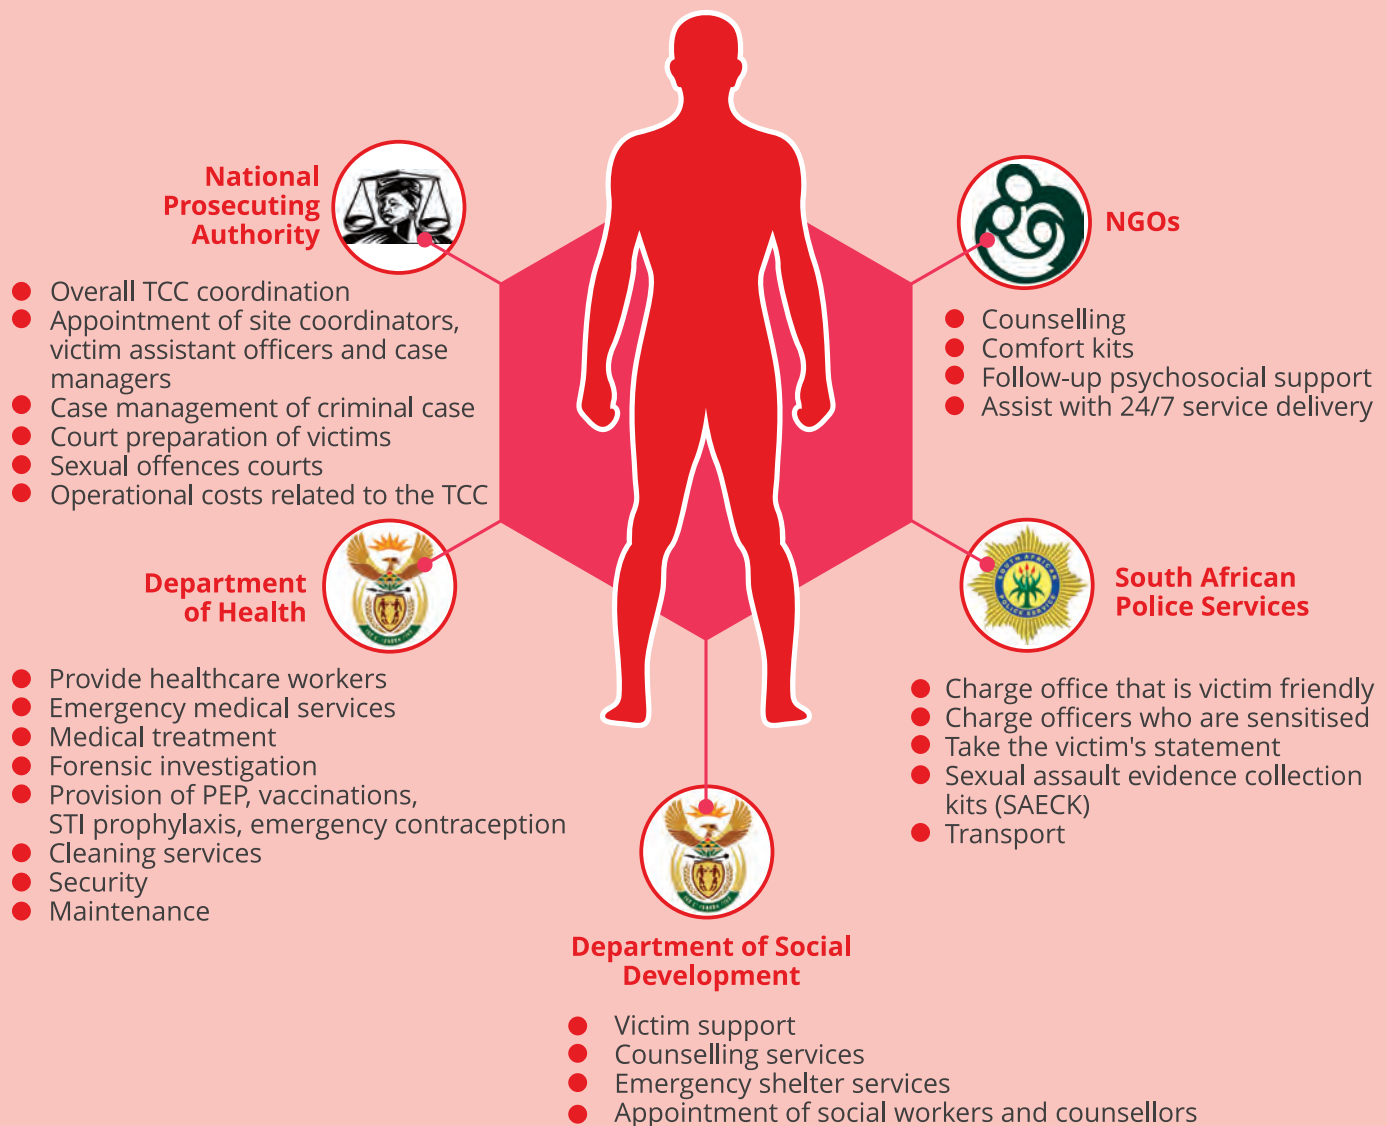 National
Prosecuting
Authority
Overall TCC coordination
Appointment of site coordinators,
victim assistant officers and case
managers
Case management of criminal case
Court preparation of victims
Sexual offences courts
Operational costs related to the TCC
NGOs
Counselling
Comfort kits
Follow-up psychosocial support
Assist with 24/7 service delivery
Department
of Health
Provide healthcare workers
Emergency medical services
Medical treatment
Forensic investigation
Provision of PEP, vaccinations,
STI prophylaxis, emergency contraception
Cleaning services
Security
Maintenance
SOUTH AFRICAN
POLICE SERVICE
South African
Police Services
Charge office that is victim friendly
Charge officers who are sensitised
Take the victim's statement
Sexual assault evidence collection
kits (SAECK)
Transport
Department of Social
Development
Victim support
Counselling services
Emergency shelter services
Appointment of social workers and counsellors